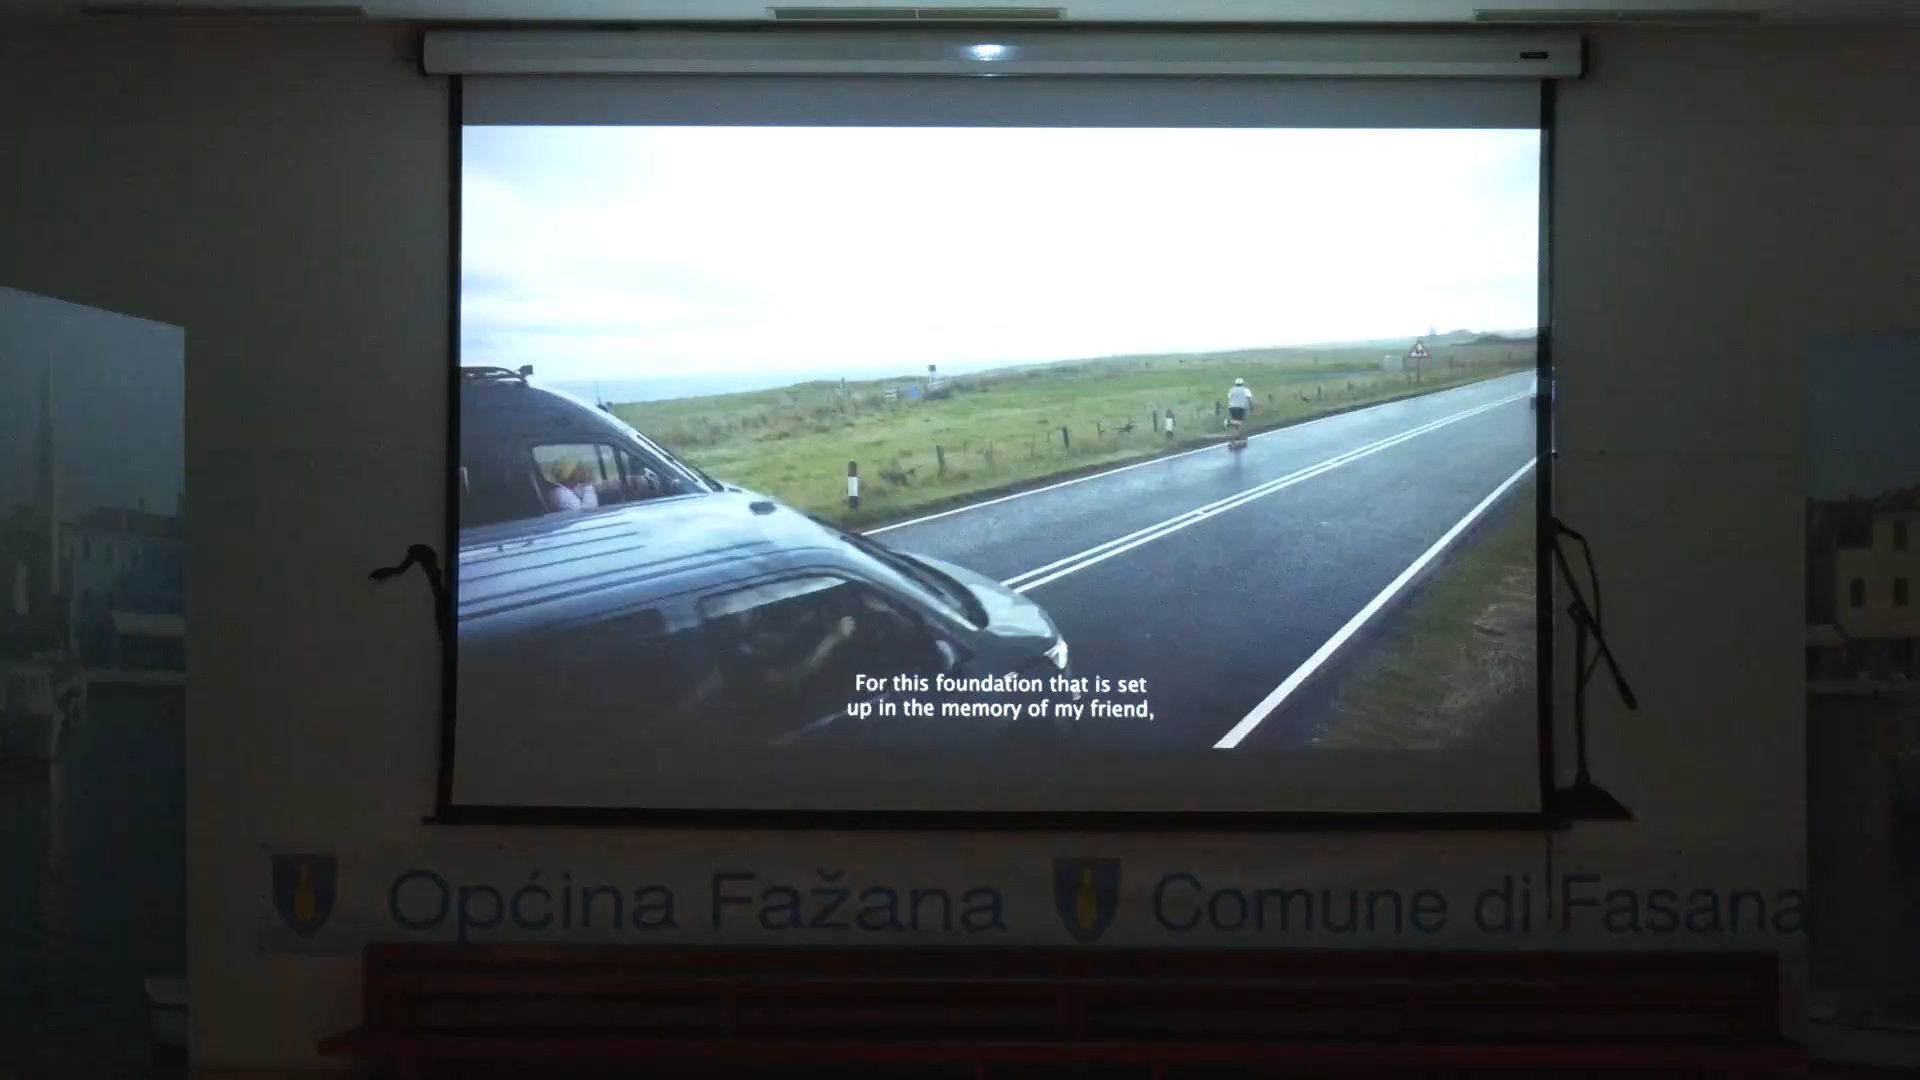 For this foundation that is set
up in the memory of my friend,
Općina Fažana Comune di Fasana